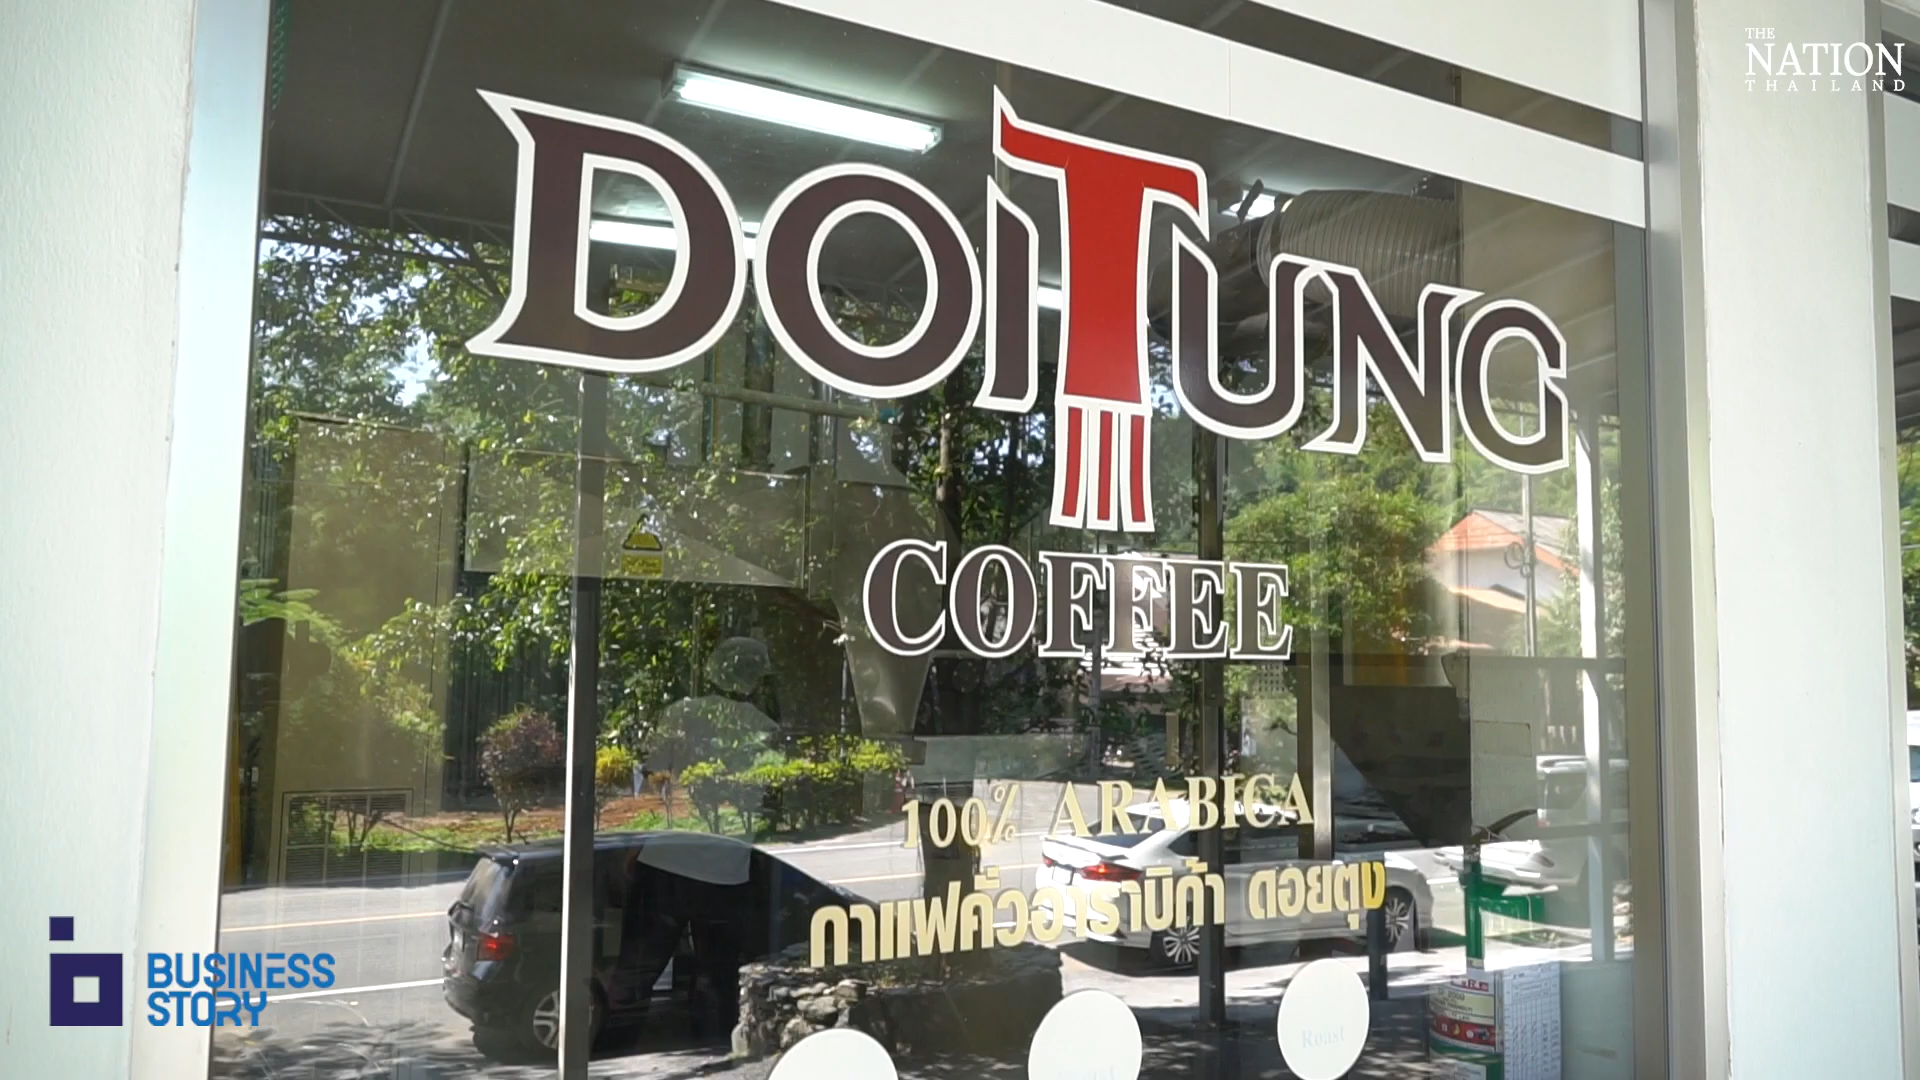 THE
NATION
THAILAND
DOITUNG
COFFEE
100% ARABICA
กาแฟคั่วอาราบิก้า ดอยตุง
Roast
BUSINESS
STORY